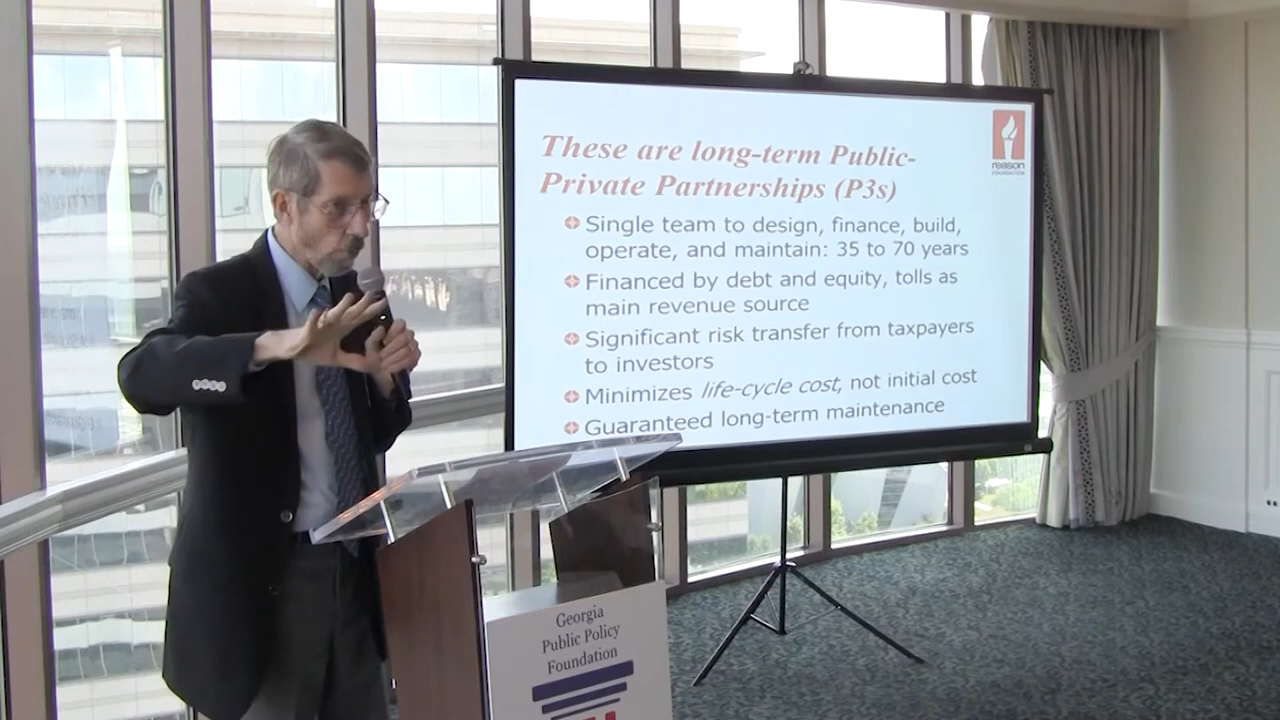 These are long-term Public-
Private Partnerships (P3s)
Single team to design, finance, build,
operate, and maintain: 35 to 70 years
Financed by debt and equity, tolls as
main revenue source
Significant risk transfer from taxpayers
to investors
Minimizes life-cycle cost, not initial cost
Guaranteed long-term maintenance
reason
FOUNDATION
Georgia
Public Policy
Foundation